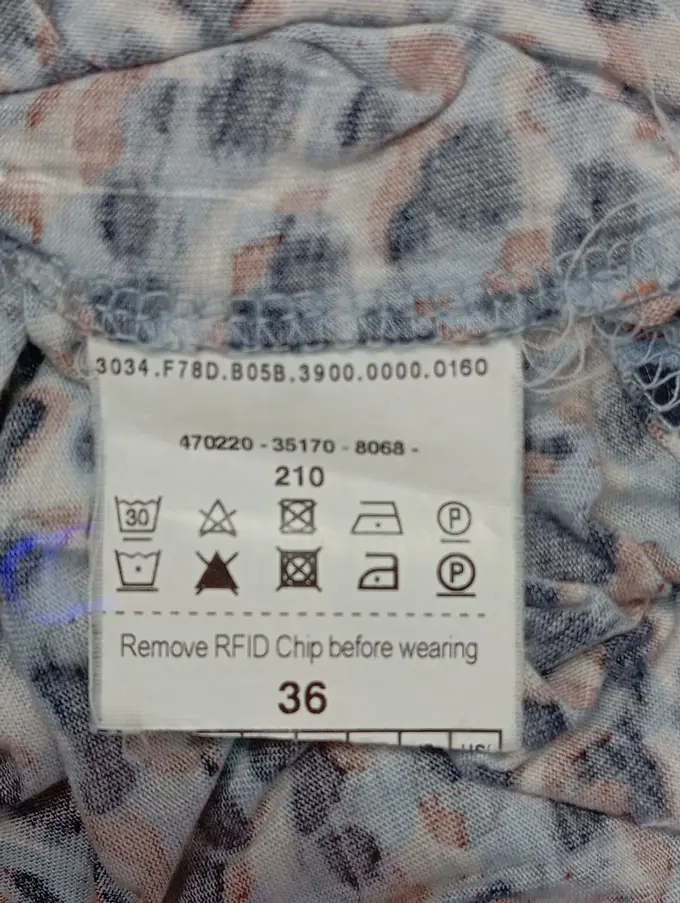 3034.F78D.B05B.3900.0000.0160
470220 - 35170 - 8068 -
210
30 P
P
Remove RFID Chip before wearing
36